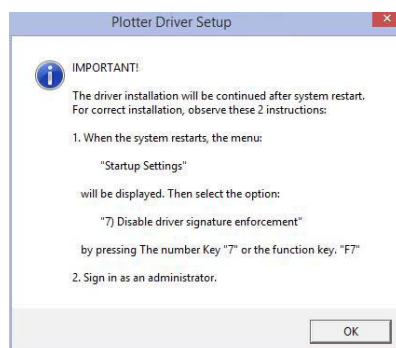 Plotter Driver Setup
IMPORTANT!
The driver installation will be continued after system restart.
For correct installation, observe these 2 instructions:
1. When the system restarts, the menu:
"Startup Settings"
will be displayed. Then select the option:
"7) Disable driver signature enforcement"
by pressing The number Key "7" or the function key. "F7"
2. Sign in as an administrator.
OK